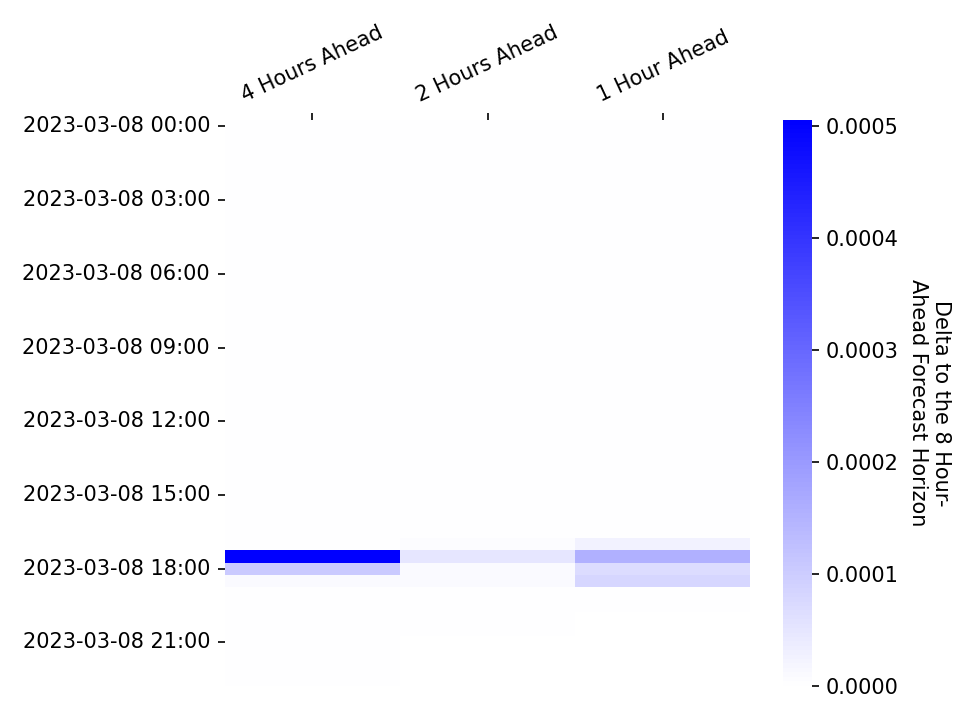 4 Hours Ahead
2 Hours Ahead
1 Hour Ahead
2023-03-08 00:00
2023-03-08 03:00
2023-03-08 06:00
2023-03-08 09:00
2023-03-08 12:00
2023-03-08 15:00
2023-03-08 18:00
2023-03-08 21:00
0.0005
0.0004
0.0003
0.0002
0.0001
0.0000
Delta to the 8 Hour-
Ahead Forecast Horizon